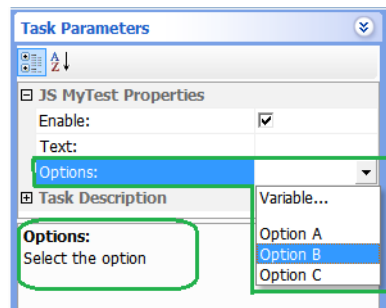 Task Parameters
JS MyTest Properties
Enable:
Text:
Options:
Task Description
Variable...
Option A
Option B
Option C
Options:
Select the option